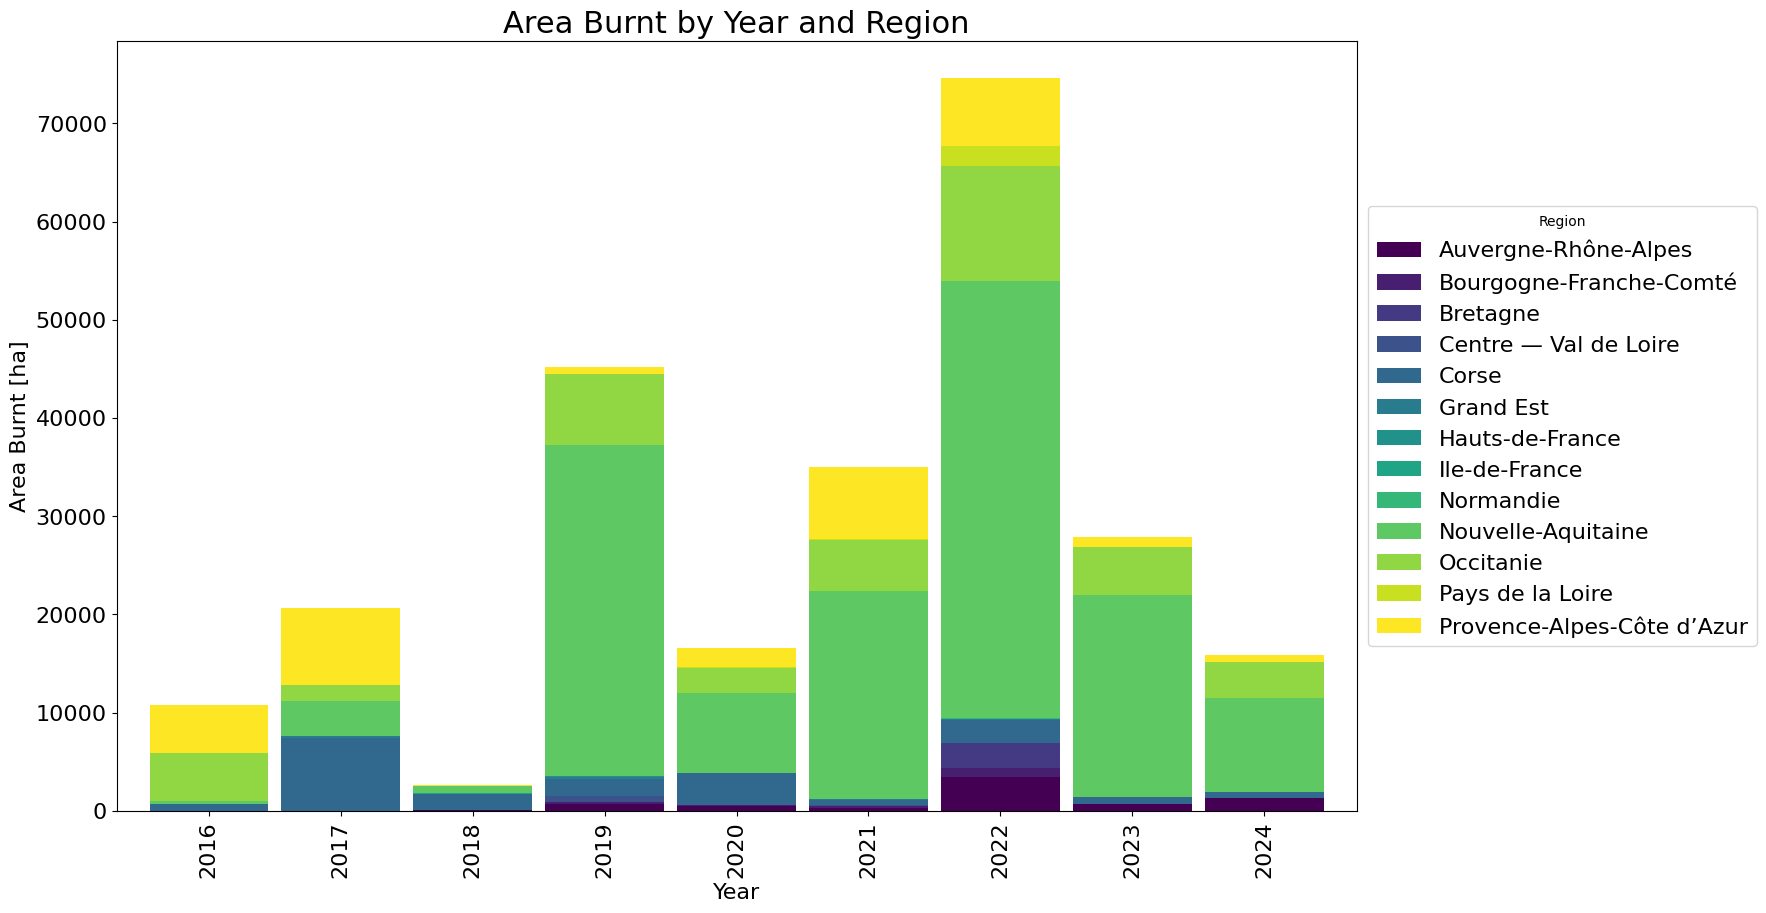 Area Burnt by Year and Region
Area Burnt [ha]
70000
60000
50000
40000
30000
20000
10000
0
2016
2017
2018
2019
2020
2021
2022
2023
2024
Year
Region
Auvergne-Rhône-Alpes
Bourgogne-Franche-Comté
Bretagne
Centre — Val de Loire
Corse
Grand Est
Hauts-de-France
Ile-de-France
Normandie
Nouvelle-Aquitaine
Occitanie
Pays de la Loire
Provence-Alpes-Côte d’Azur